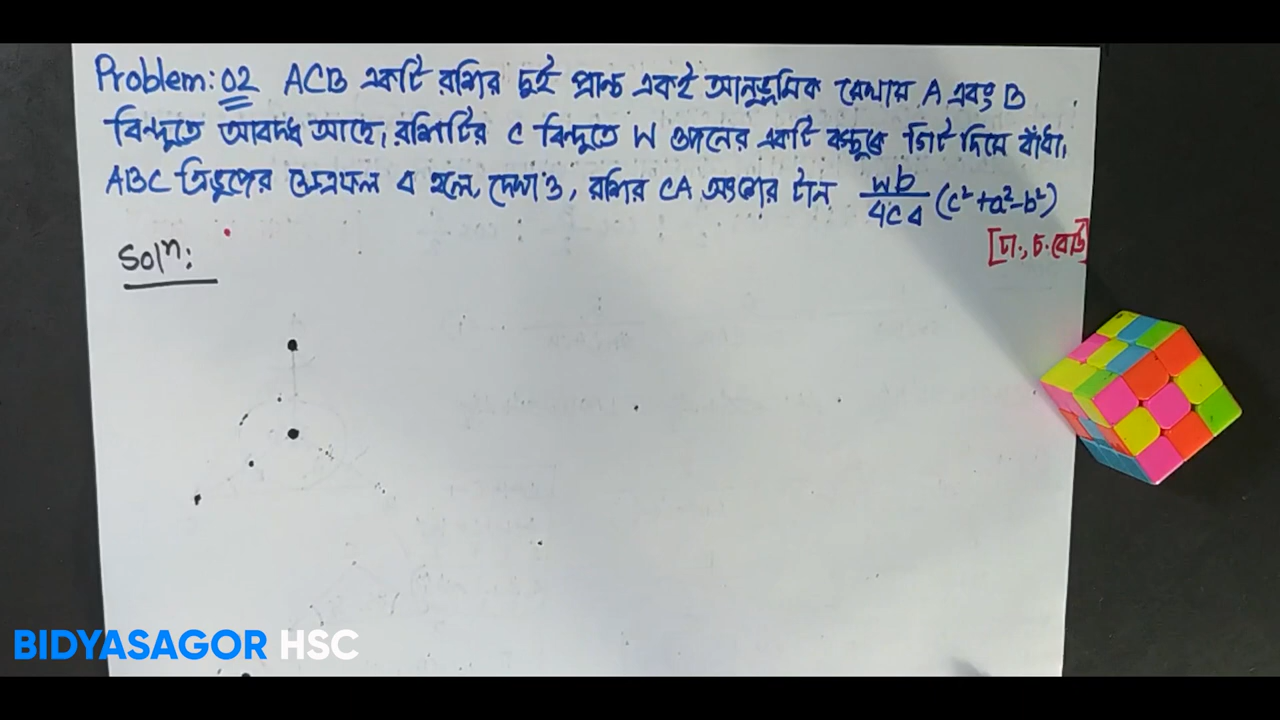 Problem: 02 ACB একটি রশির দুই প্রান্ত একই আনুভূমিক রেখায় A এবং B
বিন্দুতে আবদ্ধ আছে, রশিটির C বিন্দুতে W ওজনের একটি বস্তুকে গিট দিয়ে বাঁধা।
ABC ত্রিভুজের ক্ষেত্রফল ∆ হলে, দেখাও, রশির CA অংশের টান Wb/4c∆ (c²+a²-b²)
[ঢা., চ. বোর্ড]
Solⁿ:
BIDYASAGOR HSC